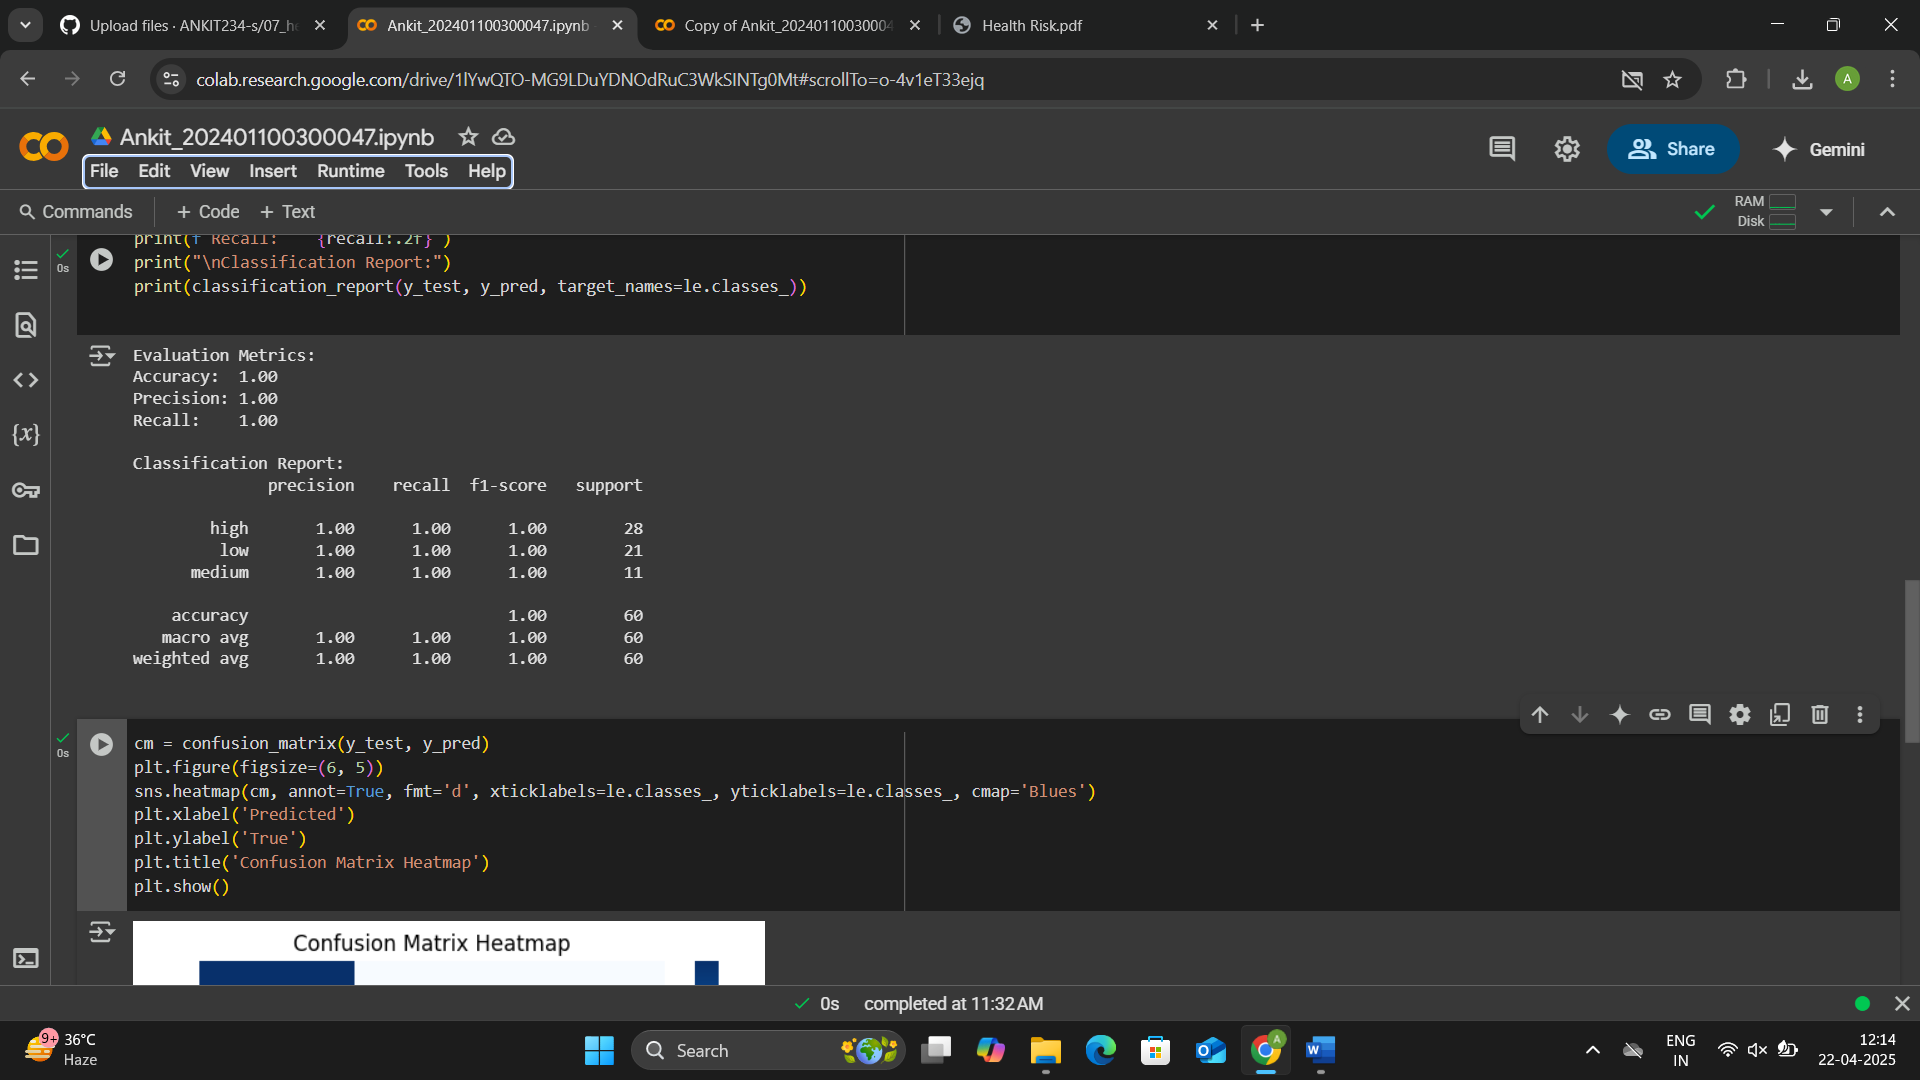 Upload files · ANKIT234-s/07_he
Ankit_202401100300047.ipynb
Copy of Ankit_20240110030004
Health Risk.pdf
colab.research.google.com/drive/1lYwQTO-MG9LDuYDNOdRuC3WkSINTg0Mt#scrollTo=o-4v1eT33ejq
A
Ankit_202401100300047.ipynb
Share
Gemini
File Edit View Insert Runtime Tools Help
Commands + Code + Text
RAM
Disk
print(f"Recall:    {recall:.2f}")
0s
print("\nClassification Report:")
print(classification_report(y_test, y_pred, target_names=le.classes_))
Evaluation Metrics:
Accuracy:  1.00
Precision: 1.00
Recall:    1.00
Classification Report:
precision    recall  f1-score   support
high       1.00      1.00      1.00        28
low       1.00      1.00      1.00        21
medium       1.00      1.00      1.00        11
accuracy                           1.00        60
macro avg       1.00      1.00      1.00        60
weighted avg       1.00      1.00      1.00        60
0s
cm = confusion_matrix(y_test, y_pred)
plt.figure(figsize=(6, 5))
sns.heatmap(cm, annot=True, fmt='d', xticklabels=le.classes_, yticklabels=le.classes_, cmap='Blues')
plt.xlabel('Predicted')
plt.ylabel('True')
plt.title('Confusion Matrix Heatmap')
plt.show()
Confusion Matrix Heatmap
0s completed at 11:32 AM
9+
36°C
Haze
Search
A
ENG
IN
12:14
22-04-2025